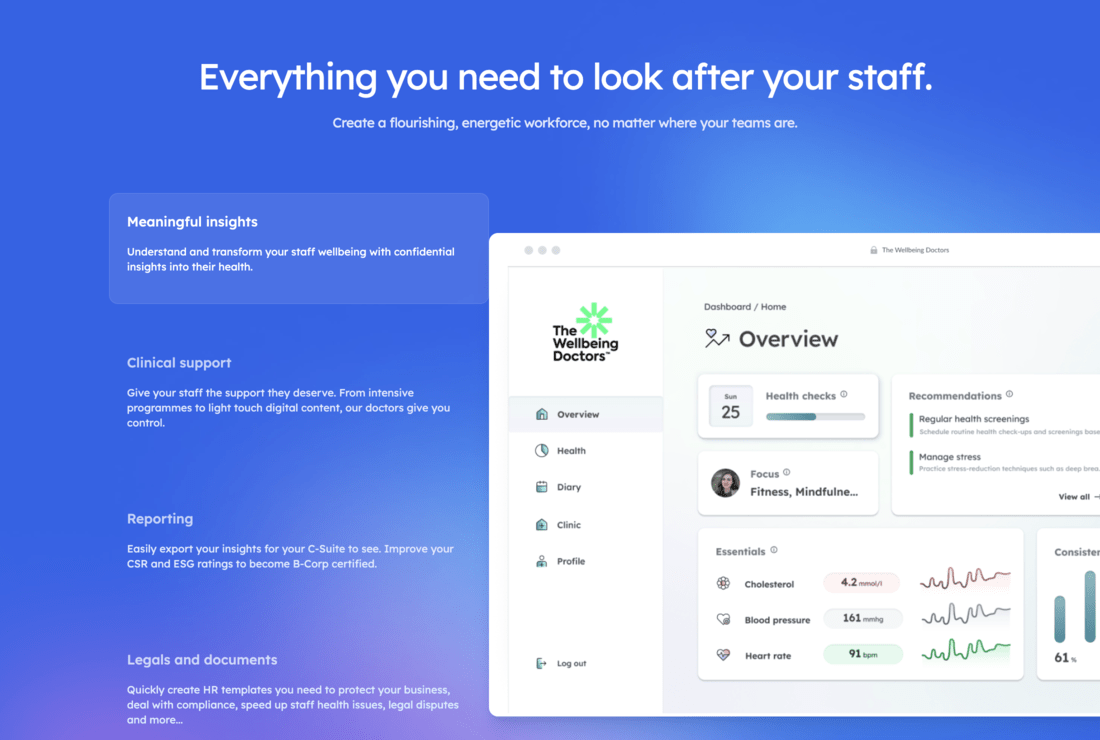 Everything you need to look after your staff.
Create a flourishing, energetic workforce, no matter where your teams are.
Meaningful insights
Understand and transform your staff wellbeing with confidential
insights into their health.
Clinical support
Give your staff the support they deserve. From intensive
programmes to light touch digital content, our doctors give you
control.
Reporting
Easily export your insights for your C-Suite to see. Improve your
CSR and ESG ratings to become B-Corp certified.
Legals and documents
Quickly create HR templates you need to protect your business,
deal with compliance, speed up staff health issues, legal disputes
and more...
The Wellbeing Doctors
The
Wellbeing
Doctors™
Overview
Health
Diary
Clinic
Profile
Log out
Dashboard / Home
Overview
Sun
25
Health checks
Focus
Fitness, Mindfulne...
Recommendations
Regular health screenings
Schedule routine health check-ups and screenings base
Manage stress
Practice stress-reduction techniques such as deep brea
View all
Essentials
Cholesterol
4.2 mmol/l
Blood pressure
161 mmhg
Heart rate
91 bpm
Consisten
61 %